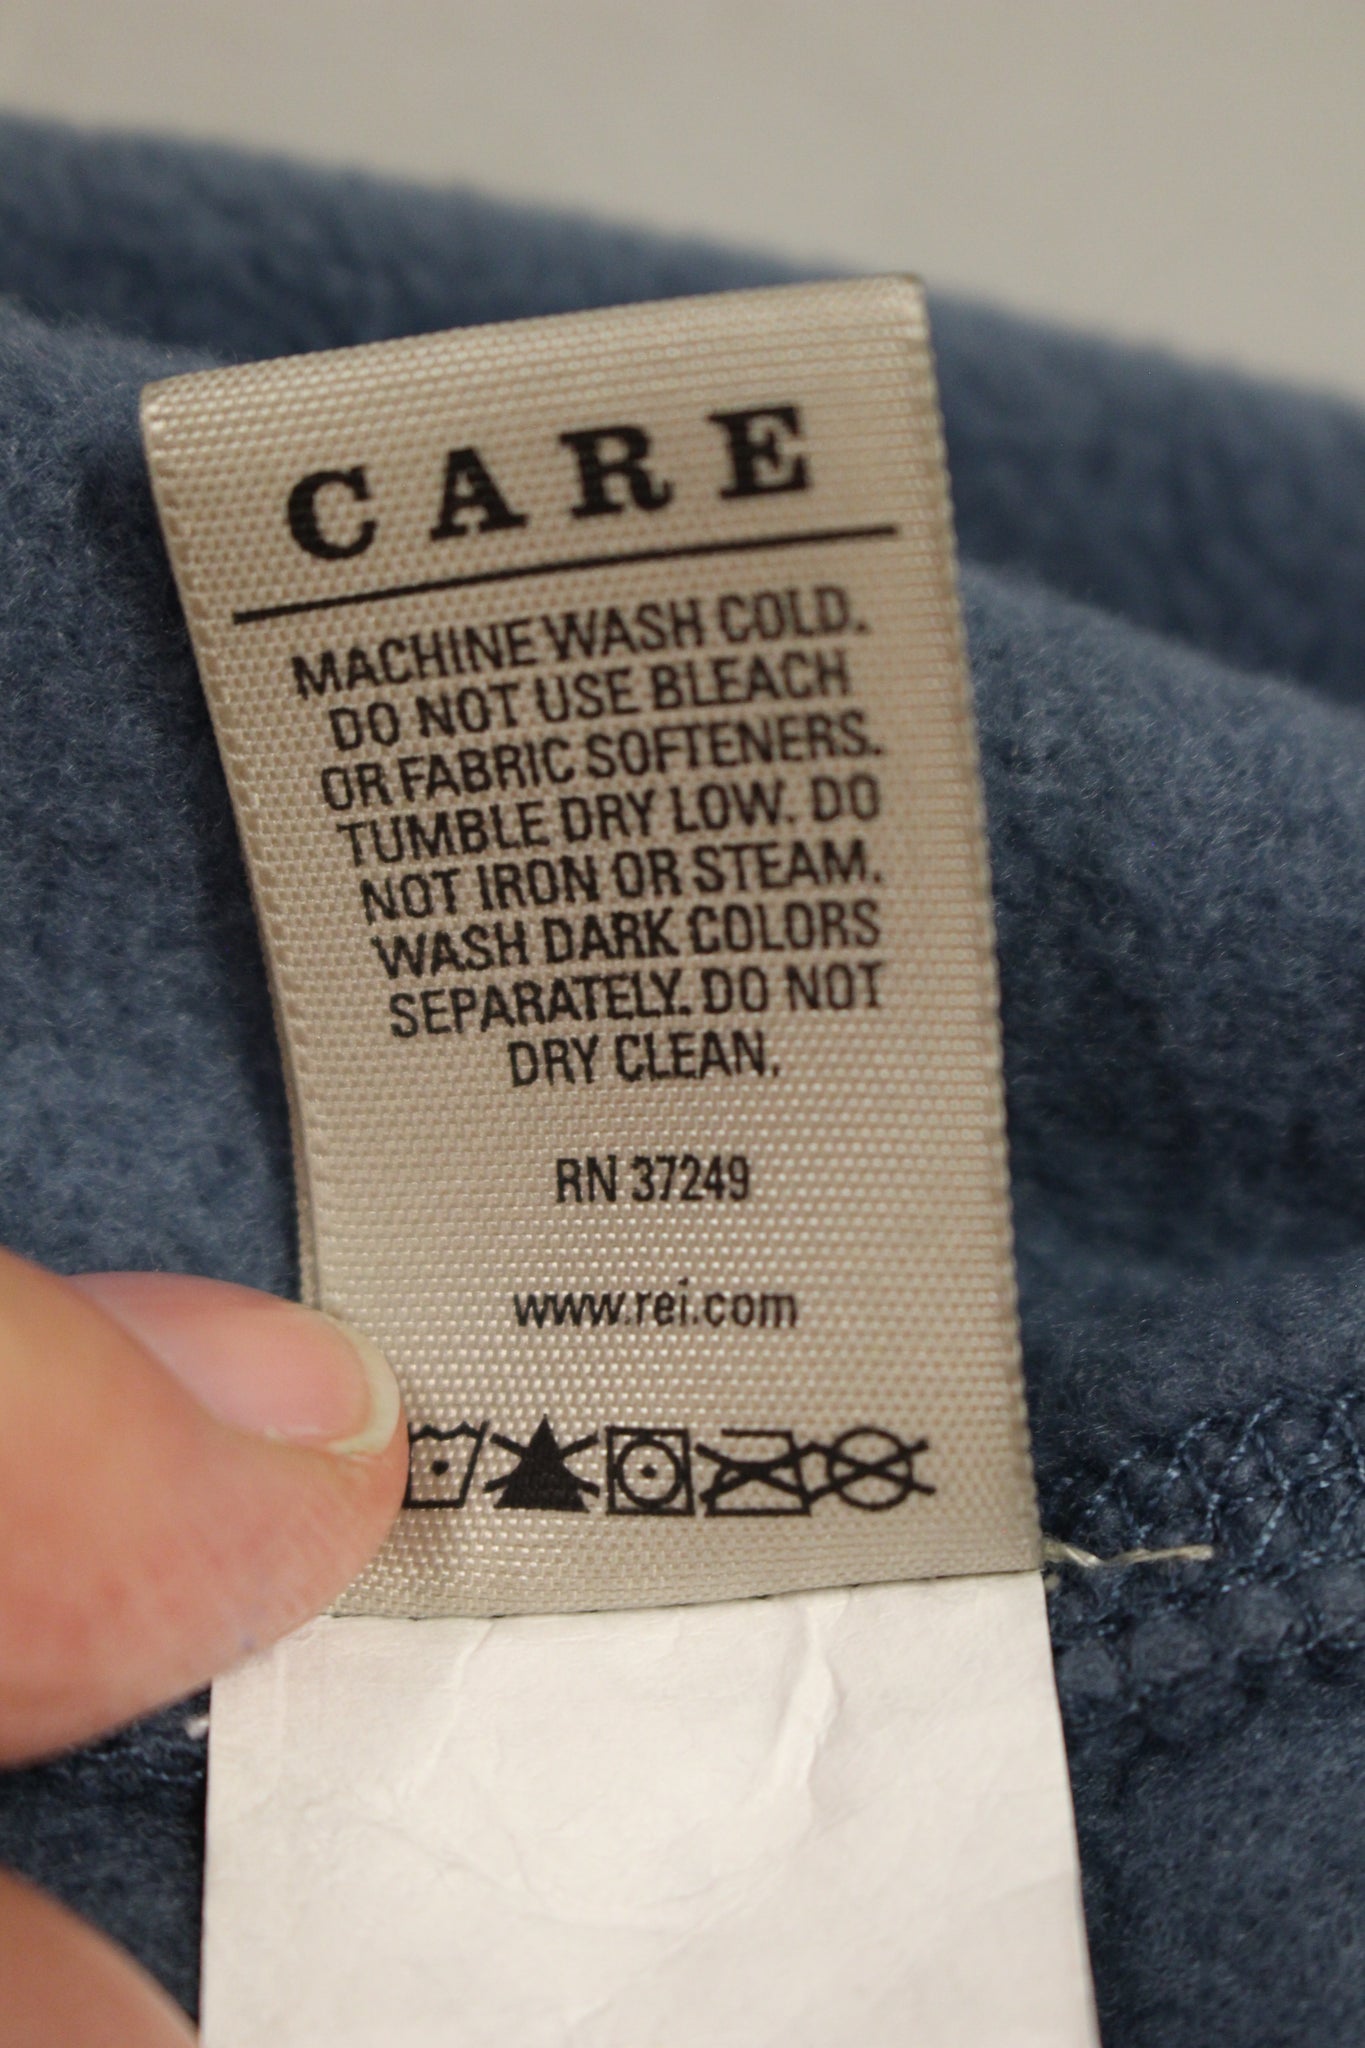 CARE
MACHINE WASH COLD.
DO NOT USE BLEACH
OR FABRIC SOFTENERS.
TUMBLE DRY LOW. DO
NOT IRON OR STEAM.
WASH DARK COLORS
SEPARATELY. DO NOT
DRY CLEAN.
RN 37249
www.rei.com